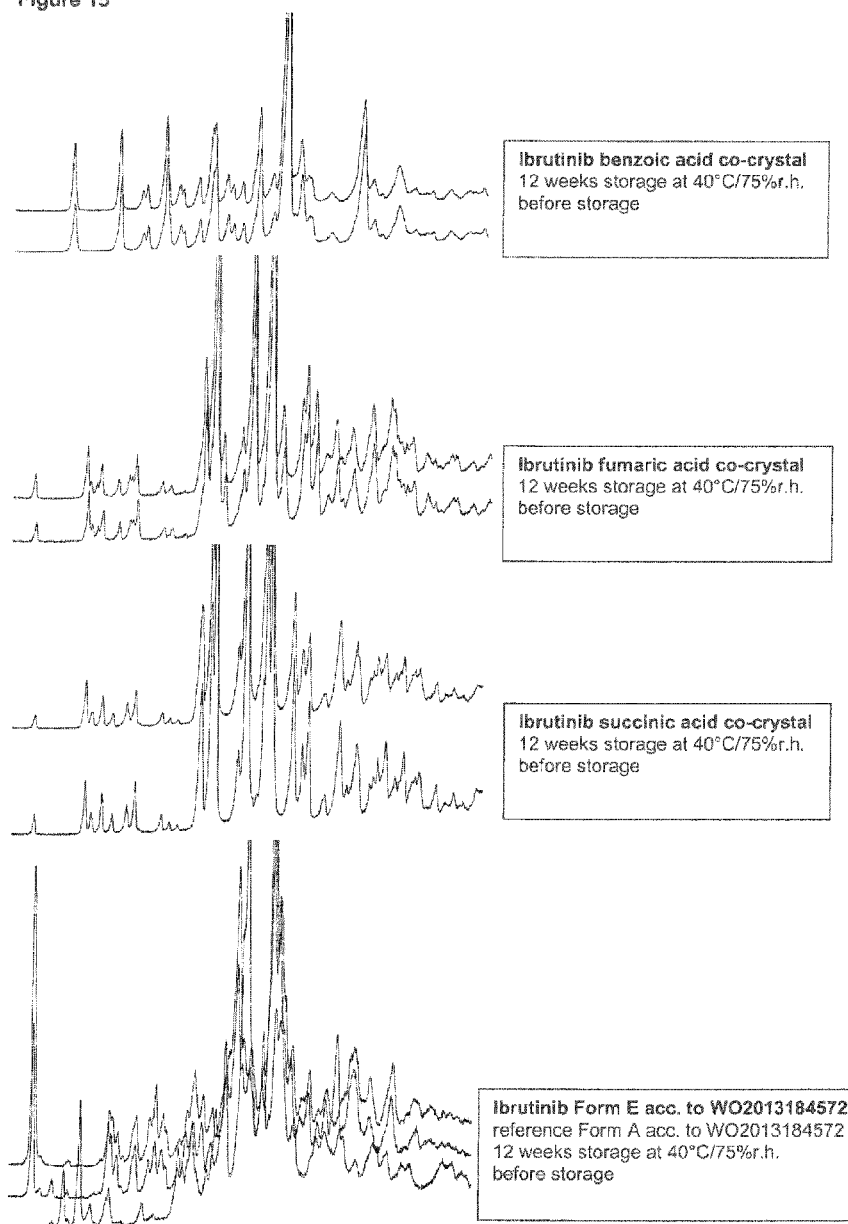 Figure 15
Ibrutinib benzoic acid co-crystal
12 weeks storage at 40°C/75%r.h.
before storage
Ibrutinib fumaric acid co-crystal
12 weeks storage at 40°C/75%r.h.
before storage
Ibrutinib succinic acid co-crystal
12 weeks storage at 40°C/75%r.h.
before storage
Ibrutinib Form E acc. to WO2013184572
reference Form A acc. to WO2013184572
12 weeks storage at 40°C/75%r.h.
before storage